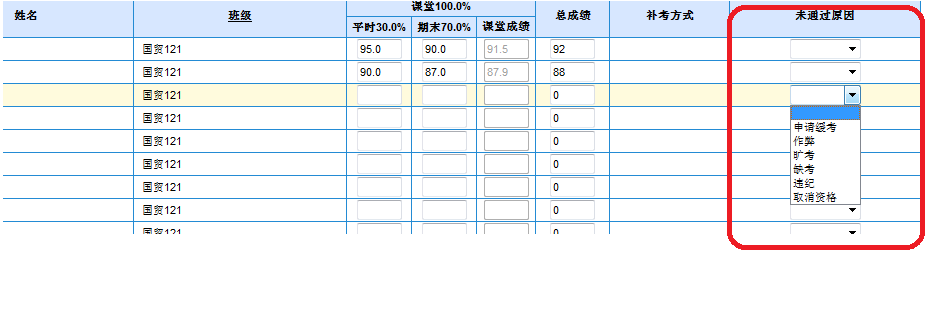 姓名 班级 课堂100.0% 总成绩 补考方式 未通过原因
平时30.0% 期末70.0% 课堂成绩
国贸121 95.0 90.0 91.5 92
国贸121 90.0 87.0 87.9 88
国贸121 0
国贸121 0
申请缓考
国贸121 0
作弊
国贸121 0
旷考
缺考
国贸121 0
违纪
取消资格
国贸121 0
国贸121 0